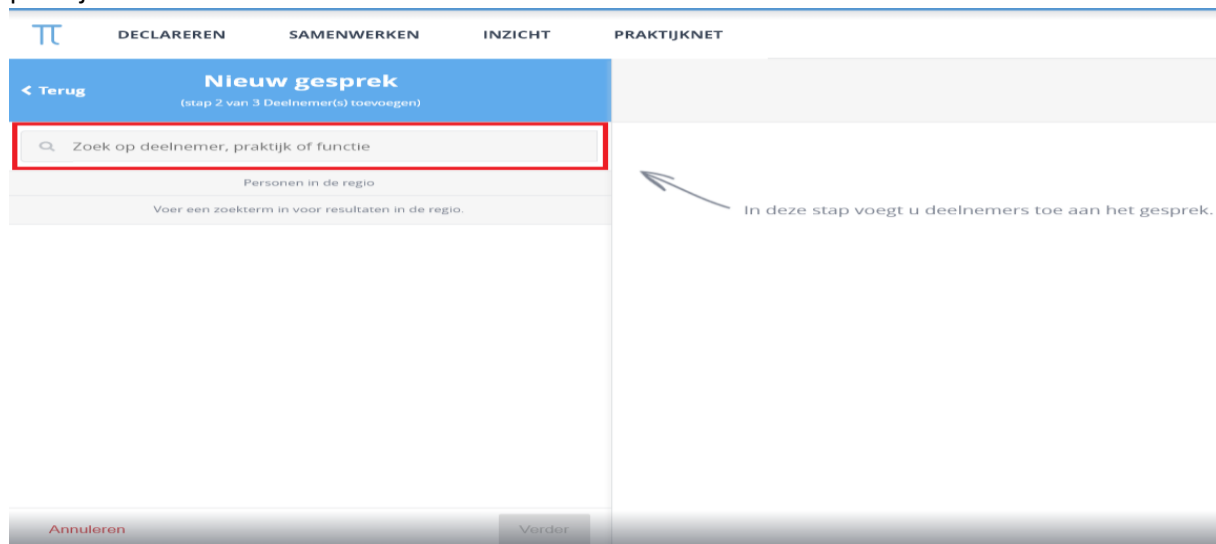 DECLAREREN SAMENWERKEN INZICHT PRAKTIJKNET
Terug
Nieuw gesprek
(stap 2 van 3 Deelnemer(s) toevoegen)
Zoek op deelnemer, praktijk of functie
Personen in de regio
Voer een zoekterm in voor resultaten in de regio.
In deze stap voegt u deelnemers toe aan het gesprek.
Annuleren Verder